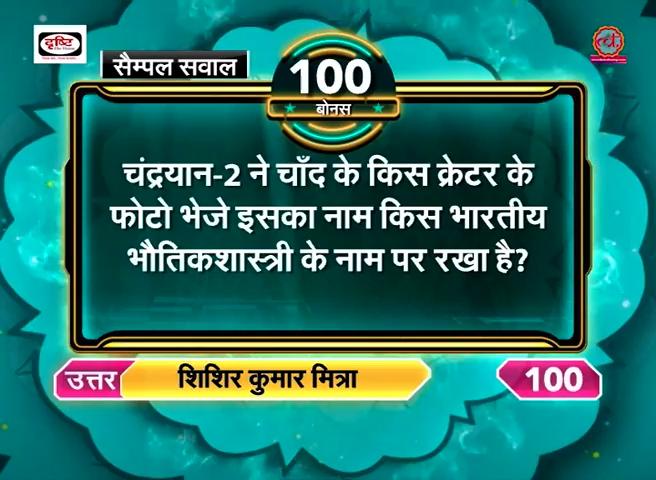 दृष्टि
सैम्पल सवाल
100
बोनस
चंद्रयान-2 ने चाँद के किस क्रेटर के
फोटो भेजे इसका नाम किस भारतीय
भौतिकशास्त्री के नाम पर रखा है?
उत्तर
शिशिर कुमार मित्रा
100